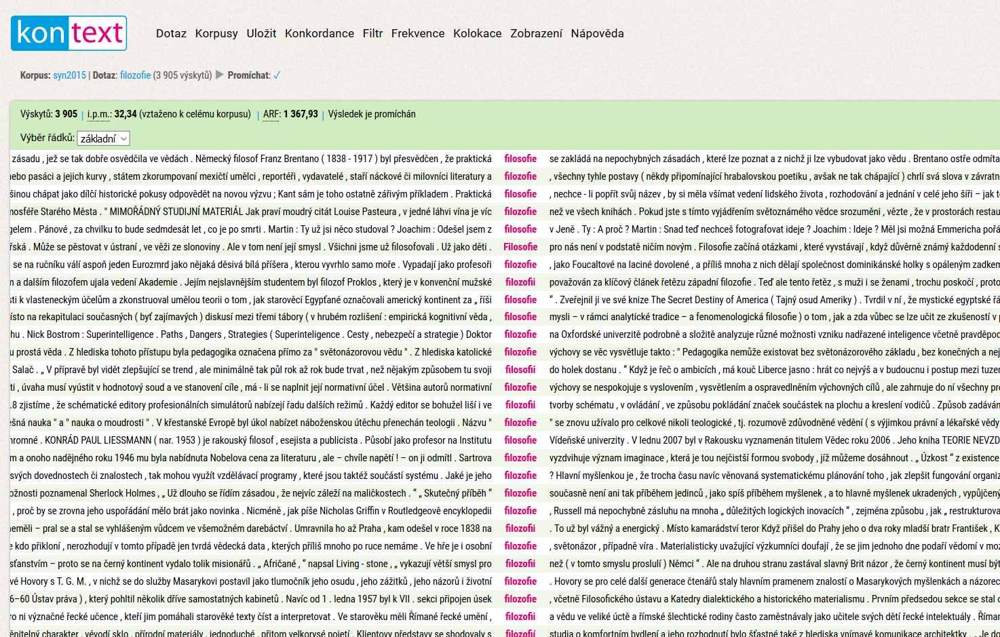 kontext
Dotaz Korpusy Uložit Konkordance Filtr Frekvence Kolokace Zobrazení Nápověda
Korpus: syn2015 | Dotaz: filozofie (3 905 výskytů) ▶ Promíchat: ✓
Výskytů: 3 905 | i.p.m.: 32,34 (vztaženo k celému korpusu) | ARF: 1 367,93 | Výsledek je promíchán
Výběr řádků: základní
zásadu , jež se tak dobře osvědčila ve vědách . Německý filosof Franz Brentano ( 1838 - 1917 ) byl přesvědčen , že praktická filosofie se zakládá na nepochybných zásadách , které lze poznat a z nichž ji lze vybudovat jako vědu . Brentano ostře odmíta
nebo pasáci a jejich kurvy , státem zkorumpovaní mexičtí umělci , reportéři , vydavatelé , staří náckové či milovníci literatury a filozofie , všechny tyhle postavy ( někdy připomínající hrabalovskou poetiku , avšak ne tak chápající ) chrlí svá slova v závratn
šinou chápat jako dílčí historické pokusy odpovědět na novou výzvu ; Kant sám je toho ostatně zářivým příkladem . Praktická filosofie , nechce - li popřít svůj název , by si měla všímat vedení lidského života , rozhodování a jednání v celé jeho šíři – jak t
mosféře Starého Města . " MIMOŘÁDNÝ STUDIJNÍ MATERIÁL Jak praví moudrý citát Louise Pasteura , v jedné láhvi vína je víc filozofie než ve všech knihách . Pokud jste s tímto vyjádřením světoznámého vědce srozuměni , vězte , že v prostorách restau
gelem . Pánové , za chvilku to bude sedmdesát let , co je po smrti . Martin : Ty už jsi něco studoval ? Joachim : Odešel jsem z filosofie v Jeně . Ty : A proč ? Martin : Snad teď nechceš fotografovat ideje ? Joachim : Ideje ? Měl jsi možná Emmericha pořá
řská . Může se pěstovat v ústraní , ve věži ze slonoviny . Ale v tom není její smysl . Všichni jsme už filosofovali . Už jako děti . Filosofie pro nás není v podstatě ničím novým . Filosofie začíná otázkami , které vyvstávají , když důvěrně známý každodenní s
se na ručníku válí aspoň jeden Eurozmrd jako nějaká děsivá bílá příšera , kterou vyvrhlo samo moře . Vypadají jako profesoři filozofie , jako Foucaltové na laciné dovolené , a příliš mnoha z nich dělají společnost dominikánské holky s opáleným zadkem
m a dalším filozofem ujala vedení Akademie . Jejím nejslavnějším studentem byl filozof Proklos , který je v konvenční mužské filozofii považován za klíčový článek řetězu západní filozofie . Teď ale tento řetěz , s muži i se ženami , trochu poskočí , proto
sti k vlasteneckým účelům a zkonstruoval umělou teorii o tom , jak starověcí Egypťané označovali americký kontinent za „ říši filosofie “ . Zveřejnil ji ve své knize The Secret Destiny of America ( Tajný osud Ameriky ) . Tvrdil v ní , že mystické egyptské řá
ísto na rekapitulaci současných ( byť zajímavých ) diskusí mezi třemi tábory ( v hrubém rozlišení : empirická kognitivní věda , filosofie mysli – v rámci analytické tradice – a fenomenologická filosofie ) o tom , jak a zda vůbec se lze učit ze zkušeností v p
hu . Nick Bostrom : Superintelligence . Paths , Dangers , Strategies ( Superinteligence . Cesty , nebezpečí a strategie ) Doktor filozofie na Oxfordské univerzitě podrobně a složitě analyzuje různé možnosti vzniku nadřazené inteligence včetně pravděpod
u prostá věda . Z hlediska tohoto přístupu byla pedagogika označena přímo za " světonázorovou vědu " . Z hlediska katolické filozofie výchovy se věc vysvětluje takto : " Pedagogika nemůže existovat bez světonázorového základu , bez konečných a nej
Salač . „ V přípravě byl vidět zlepšující se trend , ale minimálně tak půl rok až rok bude trvat , než nějakým způsobem tu svoji filosofii do holek dostanu . “ Když je řeč o ambicích , má kouč Liberce jasno : hrát co nejvýš a v budoucnu i postup mezi tuzem
ti , úvaha musí vyústit v hodnotový soud a ve stanovení cíle , má - li se naplnit její normativní účel . Většina autorů normativní filozofie výchovy se nespokojuje s vyslovením , vysvětlením a ospravedlněním výchovných cílů , ale zahrnuje do ní všechny pro
.8 zjistíme , že schématické editory profesionálních simulátorů nabízejí řadu dalších režimů . Každý editor se bohužel liší i ve filozofii tvorby schématu , v ovládání , ve způsobu pokládání značek součástek na plochu a kreslení vodičů . Způsob zadáván
ešná nauka " a " nauka o moudrosti " . V křestanské Evropě byl úkol nabízet náboženskou útěchu přenechán teologii . Názvu " filozofie " se znovu užívalo pro celkové nikoli teologické , tj. rozumově zdůvodněné vědění ( s výjimkou právní a lékařské vědy
hromné . KONRÁD PAUL LIESSMANN ( nar. 1953 ) je rakouský filosof , esejista a publicista . Působí jako profesor na Institutu filozofie Vídeňské univerzity . V lednu 2007 byl v Rakousku vyznamenán titulem Vědec roku 2006 . Jeho kniha TEORIE NEVZD
m a onoho nadějného roku 1946 mu byla nabídnuta Nobelova cena za literaturu , ale – chvíle napětí ! – on ji odmítl . Sartrova filozofie vyzdvihuje význam imaginace , která je tou nejčistší formou svobody , jíž můžeme dosáhnout . „ Úzkost “ z existence
svých dovednostech či znalostech , tak mohou využít vzdělávací programy , které jsou taktéž součástí systému . Jaké je jeho filozofie ? Hlavní myšlenkou je , že trocha času navíc věnovaná systematickému plánování toho , jak zlepšit fungování organiz
ožnosti poznamenal Sherlock Holmes , „ Už dlouho se řídím zásadou , že nejvíc záleží na maličkostech . “ „ Skutečný příběh “ filozofie současně není ani tak příběhem jedinců , jako spíš příběhem myšlenek , a to hlavně myšlenek ukradených , vypůjčený
, proč by se zrovna jeho uspořádání mělo brát jako novinka . Nicméně , jak píše Nicholas Griffin v Routledgeově encyklopedii filozofie , Russell má nepochybně zásluhu na mnoha „ důležitých logických inovacích “ , zejména způsobu , jak „ restrukturova
neměli – pral se a stal se vyhlášeným vůdcem ve všemožném darebáctví . Umravnila ho až Praha , kam odešel v roce 1838 na filozofii . To už byl vážný a energický . Místo kamarádství teror Když přišel do Prahy jeho o dva roky mladší bratr František , K
e kdo přikloní , nerozhodují v tomto případě jen tvrdá vědecká data , kterých příliš mnoho po ruce nemáme . Ve hře je i osobní filozofie , světonázor , případně víra . Materialisticky uvažující výzkumníci doufají , že se jim jednoho dne podaří vědomí v moz
sťanstvím – proto se na černý kontinent vydalo tolik misionářů . „ Afričané , “ napsal Living - stone , „ vykazují větší smysl pro filozofii než ( v tomto smyslu proslulí ) Němci “ . Ale na druhou stranu zastával slavný Brit názor , že černý kontinent musí být
vé Hovory s T. G. M. , v nichž se do služby Masarykovi postavil jako tlumočník jeho osudu , jeho zážitků , jeho názorů i životní filozofie . Hovory se pro celé další generace čtenářů staly hlavním pramenem znalostí o Masarykových myšlenkách a názorec
6–60 Ústav práva ) , který pohltil několik dříve samostatných kabinetů . Navíc od 1 . ledna 1957 byl k VII . sekci připojen úsek filozofie , včetně Filosofického ústavu a Katedry dialektického a historického materialismu . Prvním předsedou sekce se stal
ro ni význačné řecké učence , kteří jim pomáhali starověké texty číst a interpretovat . Ve starověku měli Římané řecké umění , filozofii a vědu ve veliké úctě a římské šlechtické rodiny často zaměstnávaly jako učitele svých dětí řecké intelektuály . Říman
ěnitelný charakter , vévodí sklo , přírodní materiály , jednoduché , přitom velkorysé pojetí . Klientovy představy se shodovaly s filozofií studia o komfortním bydlení a jeho rozhodnutí bylo šťastné také z hlediska vnímavé komunikace architektky . „ Je do